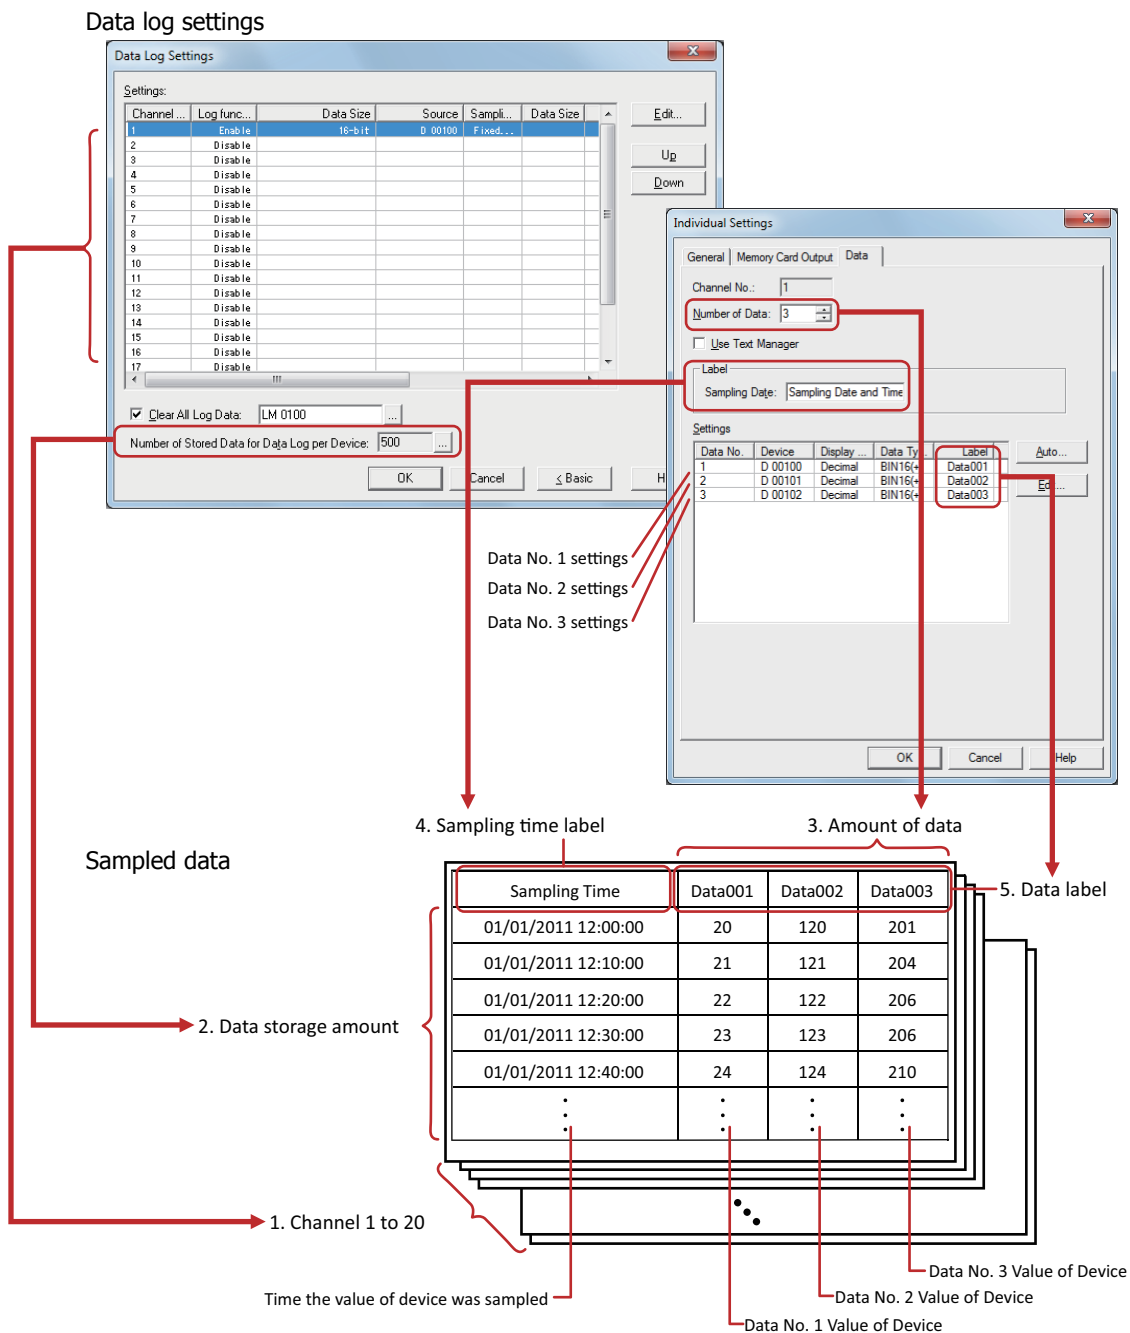 Data log settings
Data Log Settings
Settings:
Channel ... Log func... Data Size Source Sampli... Data Size
1 Enable 16-bit D 00100 Fixed...
2 Disable
3 Disable
4 Disable
5 Disable
6 Disable
7 Disable
8 Disable
9 Disable
10 Disable
11 Disable
12 Disable
13 Disable
14 Disable
15 Disable
16 Disable
17 Disable
Edit...
Up
Down
Clear All Log Data: LM 0100 ...
Number of Stored Data for Data Log per Device: 500 ...
OK Cancel < Basic H
Individual Settings
General Memory Card Output Data
Channel No.: 1
Number of Data: 3
Use Text Manager
Label
Sampling Date: Sampling Date and Time
Settings
Data No. Device Display ... Data Ty... Label
1 D 00100 Decimal BIN16(+ Data001
2 D 00101 Decimal BIN16(+ Data002
3 D 00102 Decimal BIN16(+ Data003
Auto...
Data No. 1 settings
Data No. 2 settings
Data No. 3 settings
OK Cancel Help
4. Sampling time label
3. Amount of data
Sampled data
Sampling Time Data001 Data002 Data003
5. Data label
01/01/2011 12:00:00 20 120 201
01/01/2011 12:10:00 21 121 204
01/01/2011 12:20:00 22 122 206
01/01/2011 12:30:00 23 123 206
01/01/2011 12:40:00 24 124 210
2. Data storage amount
1. Channel 1 to 20
Data No. 3 Value of Device
Time the value of device was sampled
Data No. 2 Value of Device
Data No. 1 Value of Device